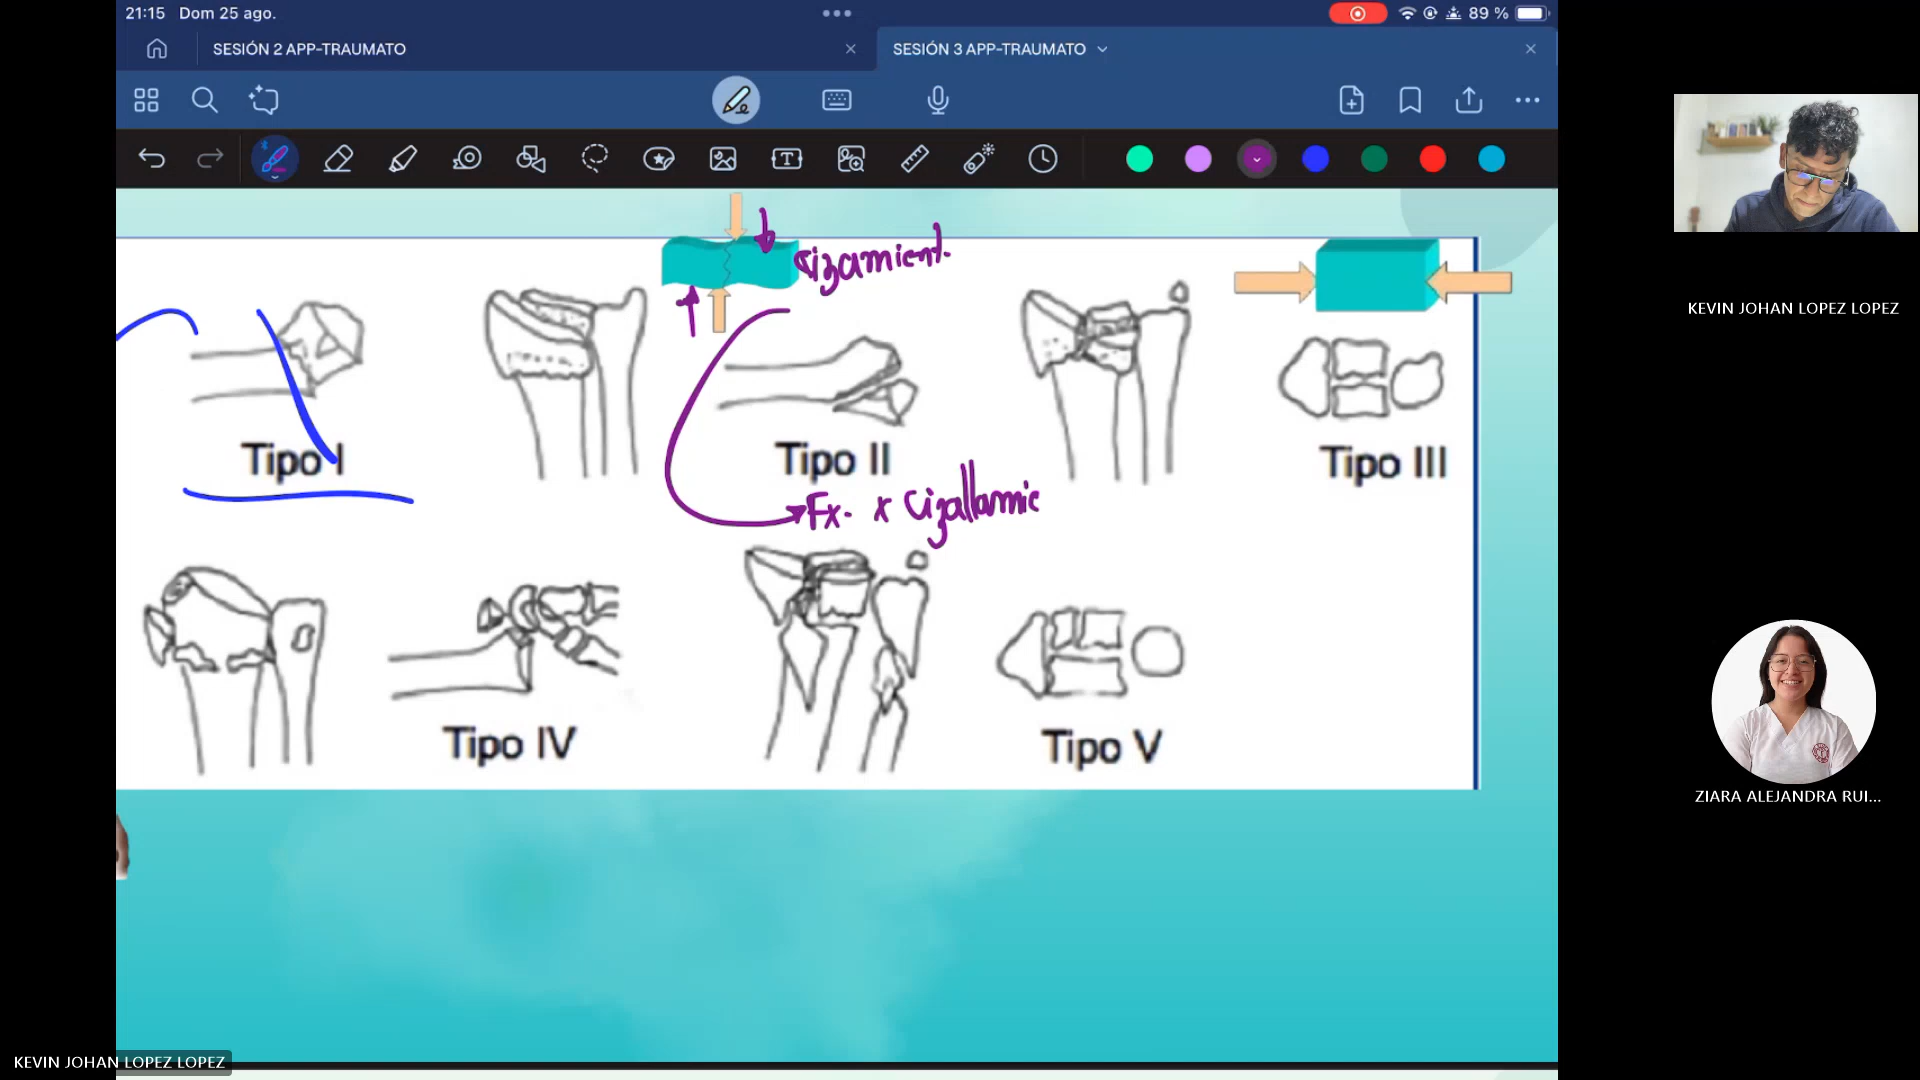 21:15 Dom 25 ago.
89 %
SESIÓN 2 APP-TRAUMATO
SESIÓN 3 APP-TRAUMATO
cizamient.
Tipo I
Tipo II
Tipo III
Fx. x Cizallamie
Tipo IV
Tipo V
KEVIN JOHAN LOPEZ LOPEZ
ZIARA ALEJANDRA RUI...
KEVIN JOHAN LOPEZ LOPEZ